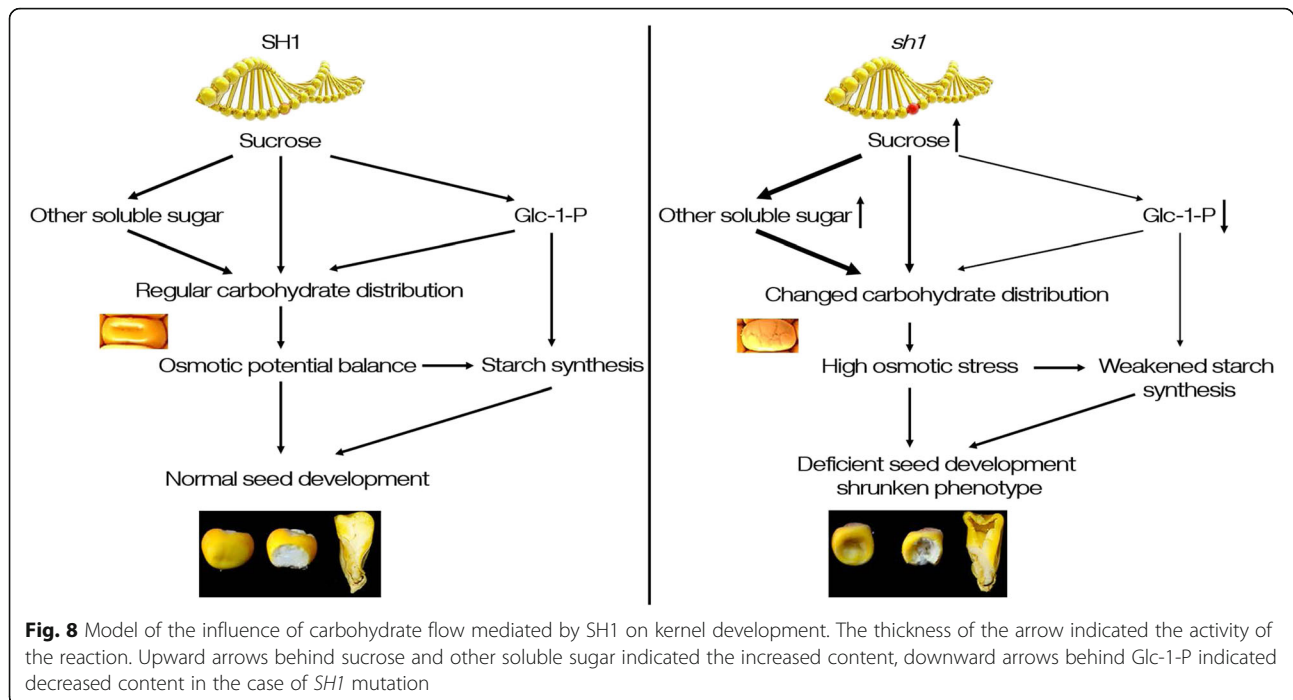 SH1
Sucrose
Other soluble sugar
Glc-1-P
Regular carbohydrate distribution
Osmotic potential balance
Starch synthesis
Normal seed development
sh1
Sucrose
Other soluble sugar
Glc-1-P
Changed carbohydrate distribution
High osmotic stress
Weakened starch
synthesis
Deficient seed development
shrunken phenotype
Fig. 8 Model of the influence of carbohydrate flow mediated by SH1 on kernel development. The thickness of the arrow indicated the activity of
the reaction. Upward arrows behind sucrose and other soluble sugar indicated the increased content, downward arrows behind Glc-1-P indicated
decreased content in the case of SH1 mutation